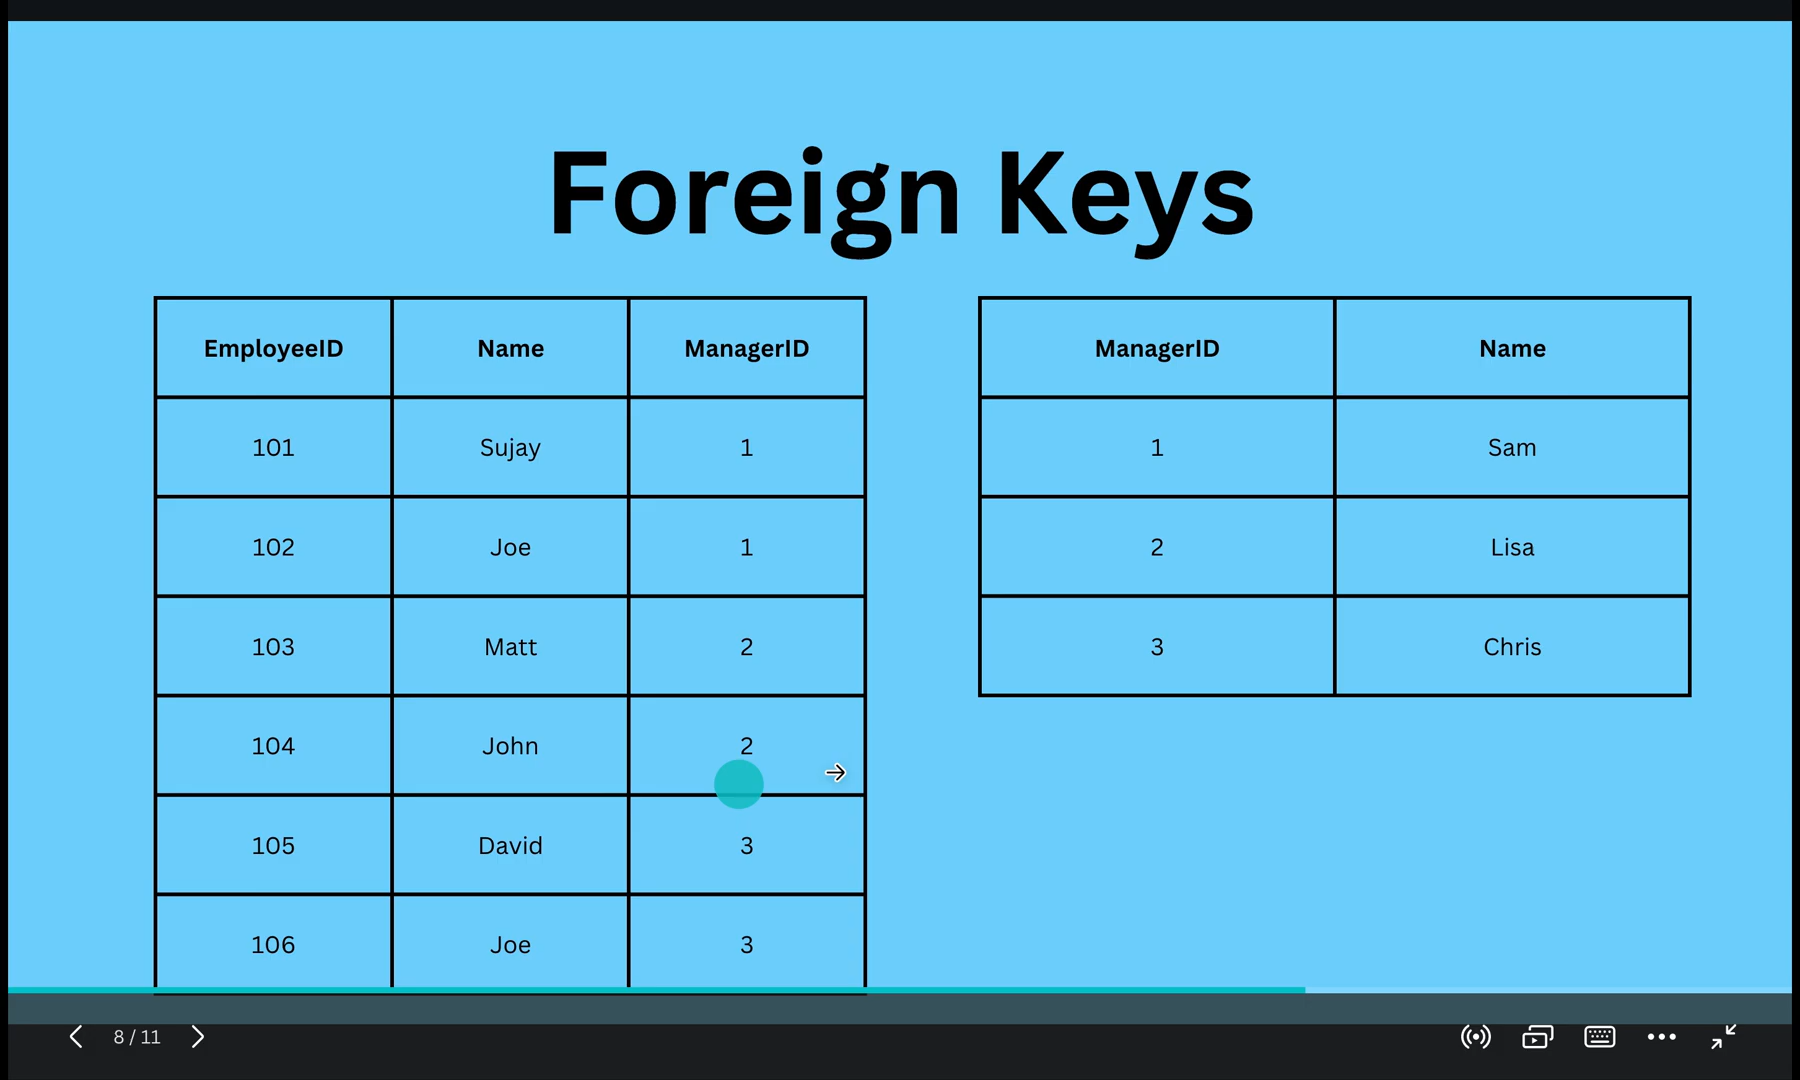 Foreign Keys
EmployeeID Name ManagerID
101 Sujay 1
102 Joe 1
103 Matt 2
104 John 2
105 David 3
106 Joe 3
ManagerID Name
1 Sam
2 Lisa
3 Chris
8 / 11